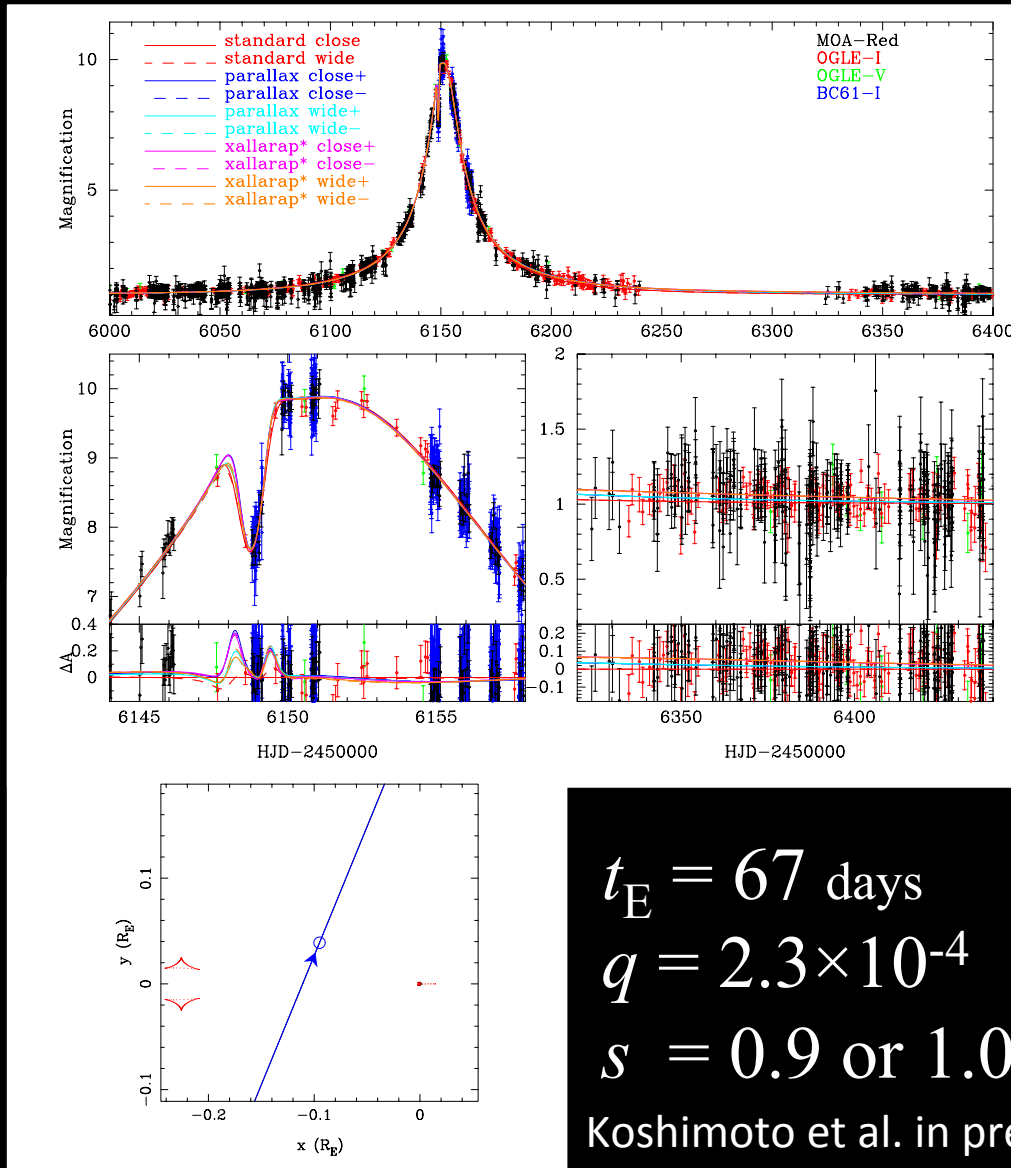 standard close
standard wide
parallax close+
parallax close−
parallax wide+
parallax wide−
xallarap* close+
xallarap* close−
xallarap* wide+
xallarap* wide−
MOA−Red
OGLE−I
OGLE−V
BC61−I
Magnification
10
5
6000 6050 6100 6150 6200 6250 6300 6350 6400
Magnification
10
9
8
7
ΔA
0.4
0.2
0
6145 6150 6155
HJD−2450000
2
1.5
1
0.5
0.2
0.1
0
−0.1
6350 6400
HJD−2450000
y (R_E)
0.1
0
−0.1
−0.2 −0.1 0
x (R_E)
t_E = 67 days
q = 2.3×10⁻⁴
s = 0.9 or 1.0
Koshimoto et al. in pre